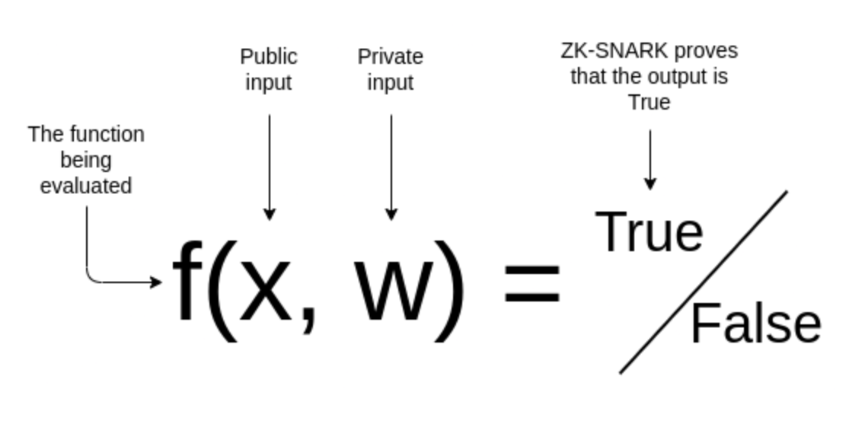 Public
input
Private
input
ZK-SNARK proves
that the output is
True
The function
being
evaluated
f(x, w) =
True
False